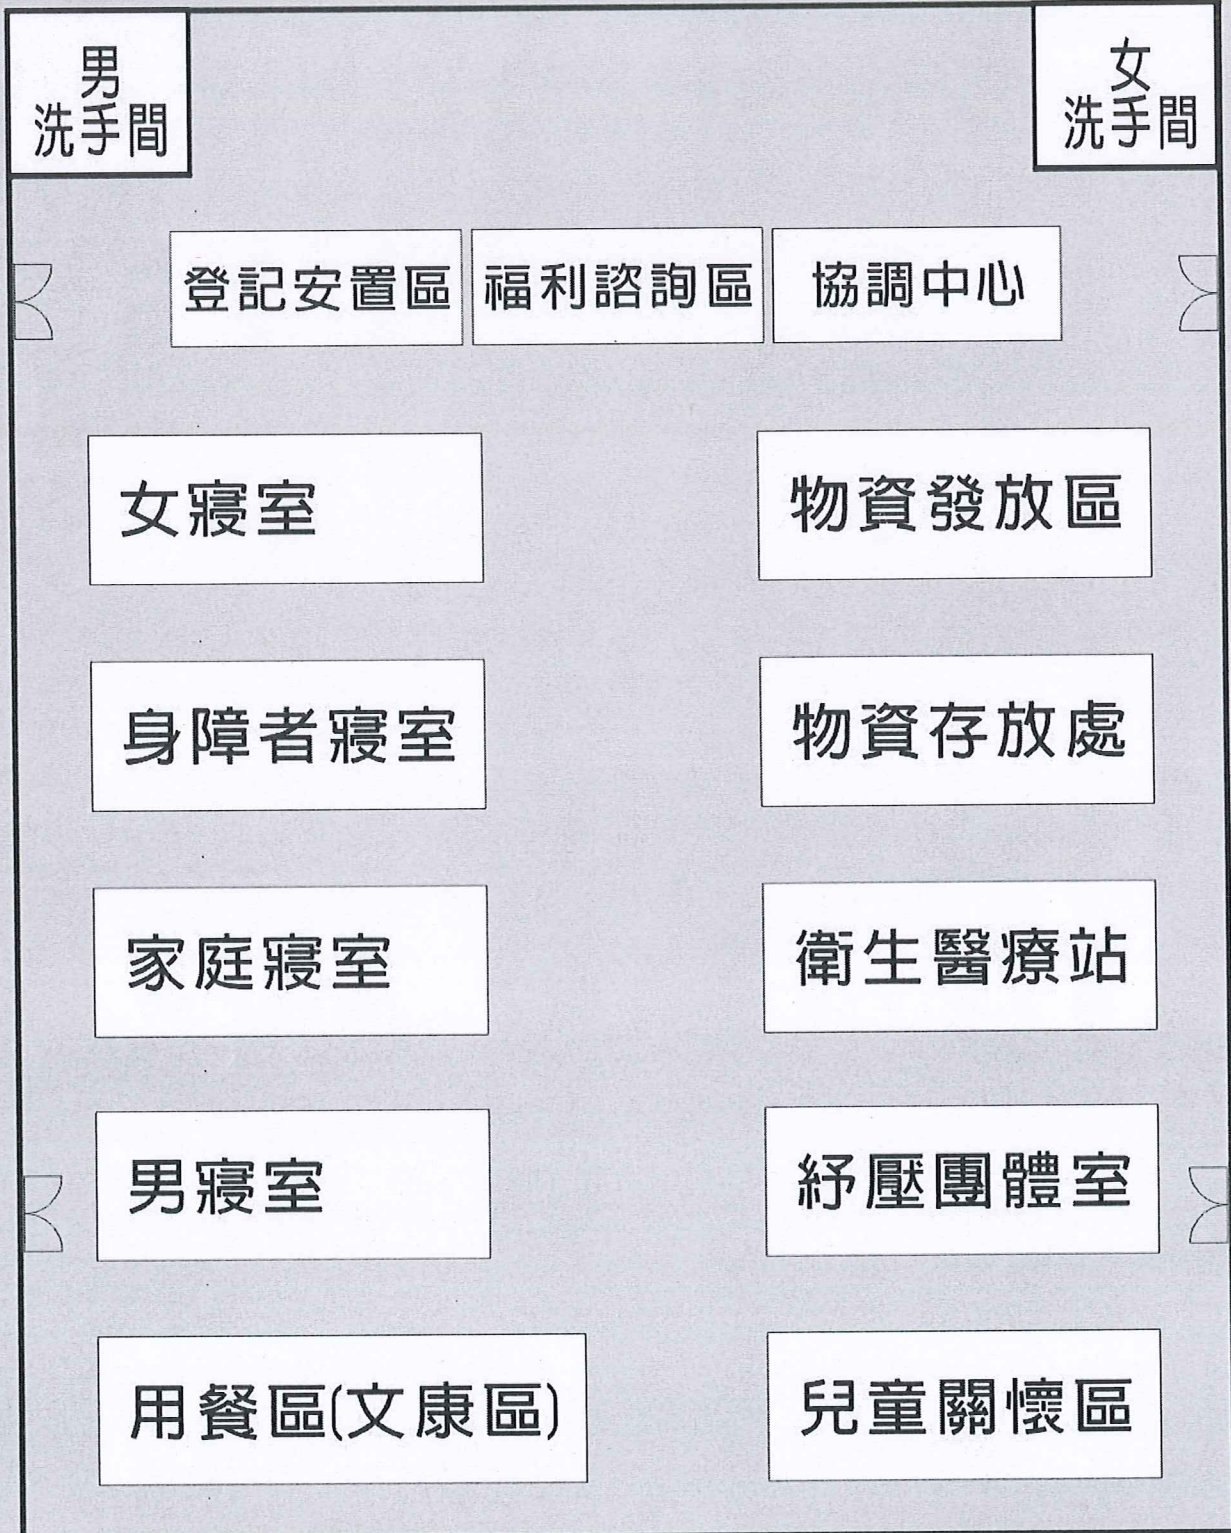 男
洗手間
女
洗手間
登記安置區
福利諮詢區
協調中心
女寢室
物資發放區
身障者寢室
物資存放處
家庭寢室
衛生醫療站
男寢室
紓壓團體室
用餐區(文康區)
兒童關懷區